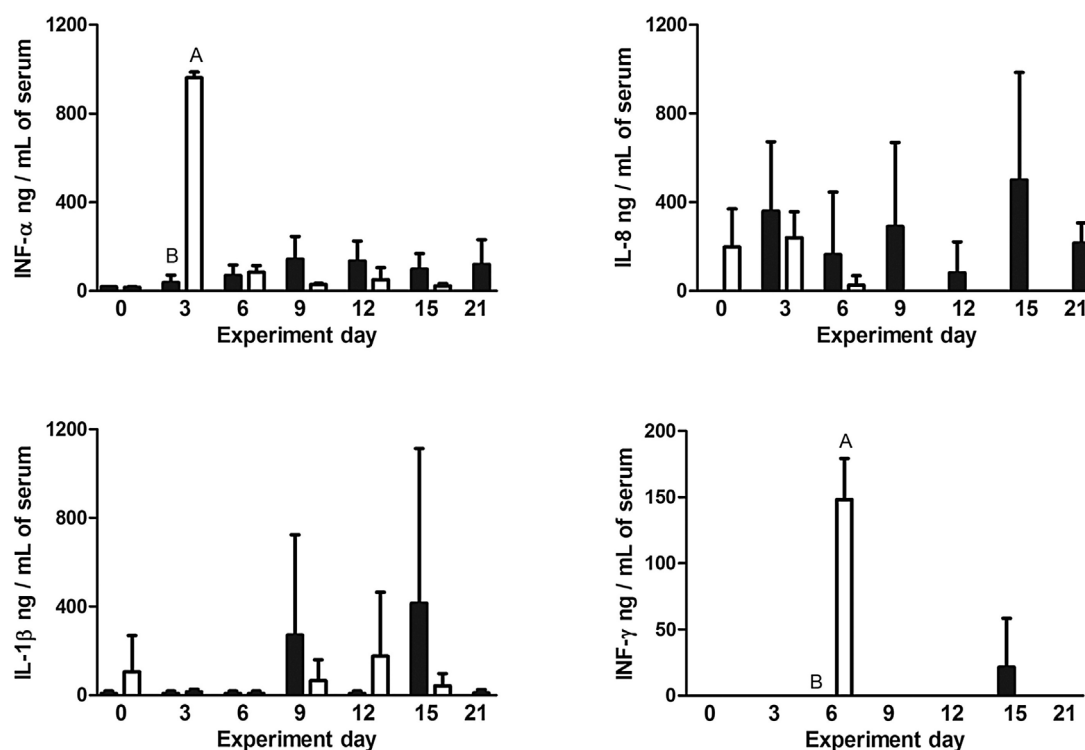 INF-α ng / mL of serum
1200
800
400
0
A
B
0 3 6 9 12 15 21
Experiment day
IL-8 ng / mL of serum
1200
800
400
0
0 3 6 9 12 15 21
Experiment day
IL-1β ng / mL of serum
1200
800
400
0
0 3 6 9 12 15 21
Experiment day
INF-γ ng / mL of serum
200
150
100
50
0
A
B
0 3 6 9 12 15 21
Experiment day